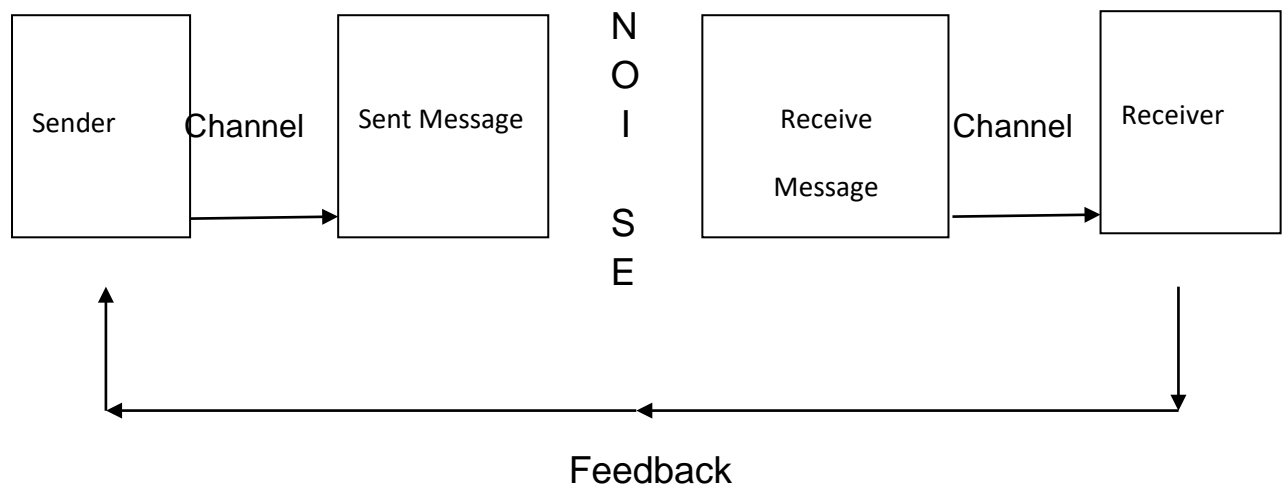 Sender
Channel
Sent Message
N
O
I
S
E
Receive
Message
Channel
Receiver
Feedback